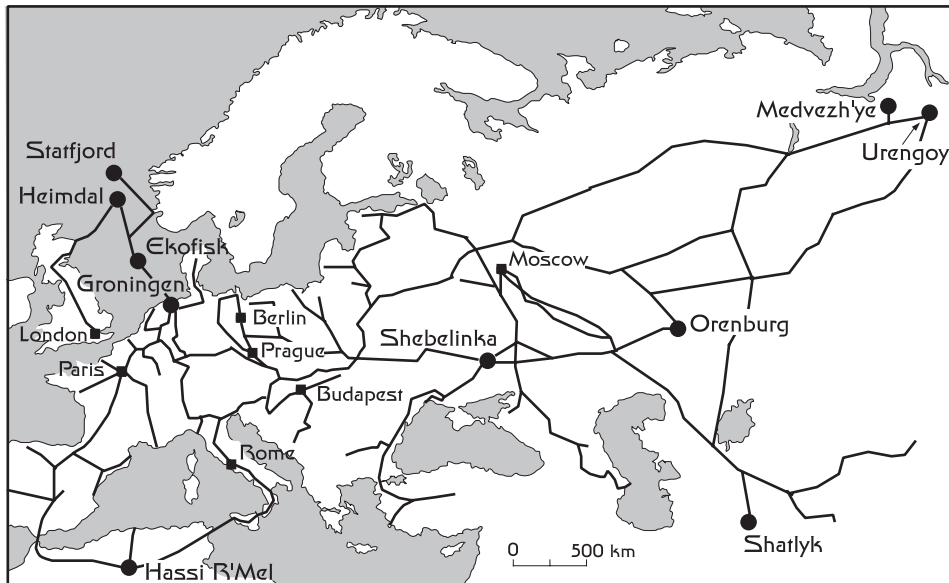 Medvezh'ye
Urengoy
Statfjord
Heimdal
Ekofisk
Moscow
Groningen
Berlin
Orenburg
London
Shebelinka
Prague
Paris
Budapest
Rome
0 500 km
Shatlyk
Hassi R'Mel